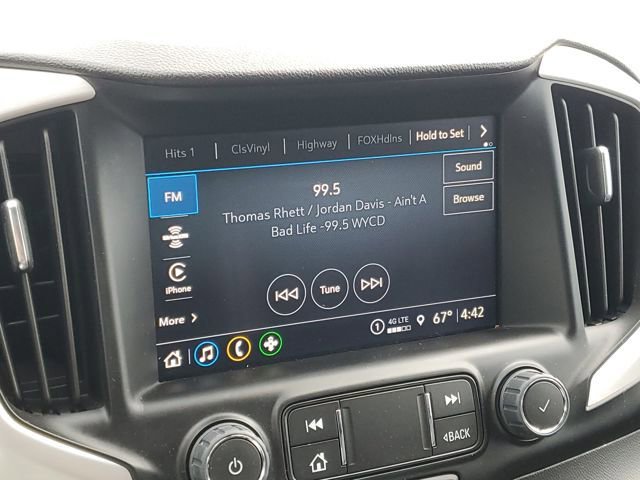 Hits 1
ClsVinyl
Highway
FOXHdlns
Hold to Set
FM
99.5
Sound
Thomas Rhett / Jordan Davis - Ain't A
Bad Life -99.5 WYCD
Browse
iPhone
Tune
More
1
4G LTE
67°
4:42
BACK